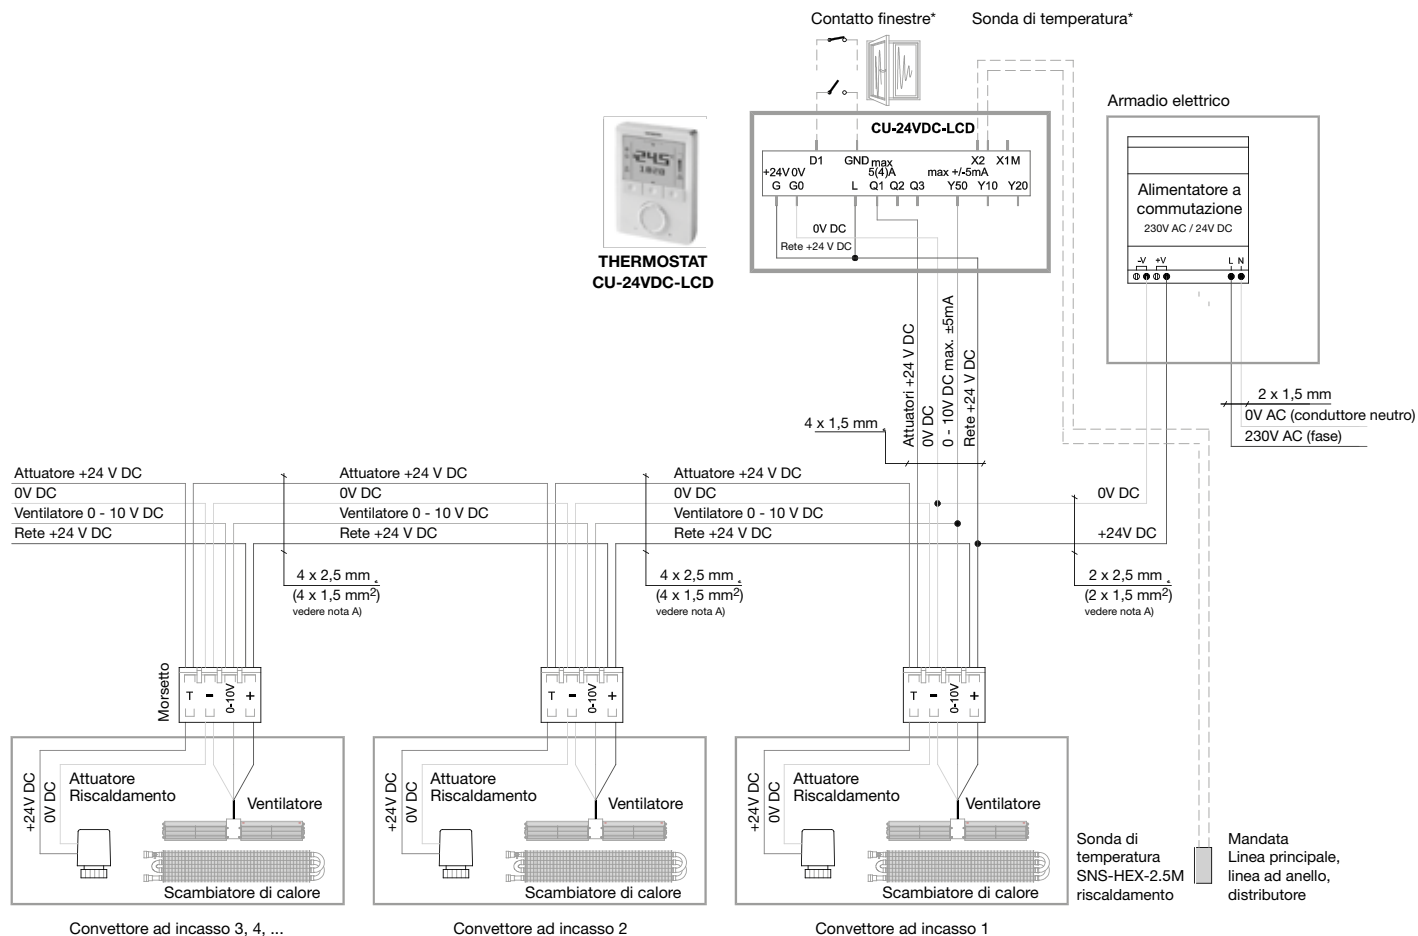 Contatto finestre*
Sonda di temperatura*
Armadio elettrico
CU-24VDC-LCD
D1 GND max 5(4)A X2 X1 M
+24V 0V max +/-5mA
G G0 L Q1 Q2 Q3 Y50 Y10 Y20
0V DC
Rete +24 V DC
24.5
THERMOSTAT
CU-24VDC-LCD
Alimentatore a
commutazione
230V AC / 24V DC
-V +V L N
2 x 1,5 mm
0V AC (conduttore neutro)
230V AC (fase)
4 x 1,5 mm
Attuatori +24 V DC
0V DC
0 - 10V DC max. ±5mA
Rete +24 V DC
Attuatore +24 V DC
0V DC
Ventilatore 0 - 10 V DC
Rete +24 V DC
Attuatore +24 V DC
0V DC
Ventilatore 0 - 10 V DC
Rete +24 V DC
Attuatore +24 V DC
0V DC
Ventilatore 0 - 10 V DC
Rete +24 V DC
0V DC
+24V DC
4 x 2,5 mm
(4 x 1,5 mm²)
vedere nota A)
4 x 2,5 mm
(4 x 1,5 mm²)
vedere nota A)
2 x 2,5 mm
(2 x 1,5 mm²)
vedere nota A)
Morsetto
T - 0-10V +
T - 0-10V +
T - 0-10V +
+24V DC
0V DC
Attuatore
Riscaldamento
Ventilatore
Scambiatore di calore
+24V DC
0V DC
Attuatore
Riscaldamento
Ventilatore
Scambiatore di calore
+24V DC
0V DC
Attuatore
Riscaldamento
Ventilatore
Scambiatore di calore
Sonda di
temperatura
SNS-HEX-2.5M
riscaldamento
Mandata
Linea principale,
linea ad anello,
distributore
Convettore ad incasso 3, 4, ...
Convettore ad incasso 2
Convettore ad incasso 1